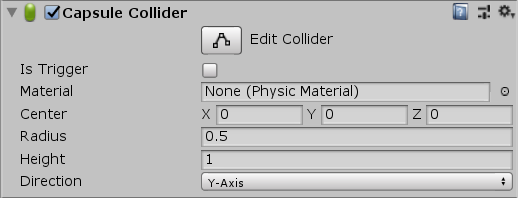 Capsule Collider
Edit Collider
Is Trigger
Material None (Physic Material)
Center X 0 Y 0 Z 0
Radius 0.5
Height 1
Direction Y-Axis